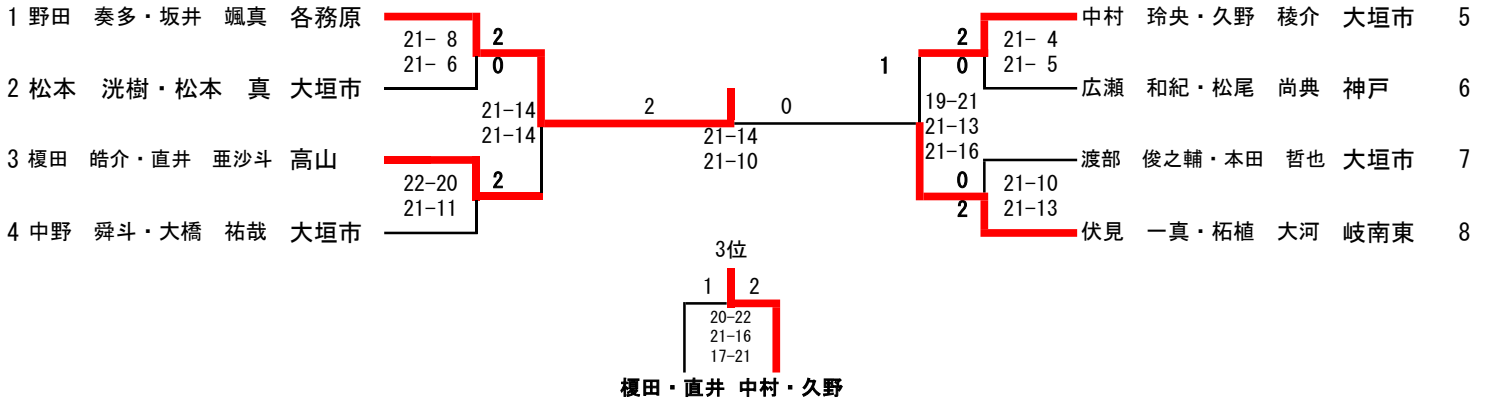 1 野田　奏多・坂井　颯真 各務原
21- 8 2
21- 6 0
2 松本　洸樹・松本　真 大垣市
21-14
21-14
3 榎田　皓介・直井　亜沙斗 高山
22-20 2
21-11
4 中野　舜斗・大橋　祐哉 大垣市
2 0
21-14
21-10
中村　玲央・久野　稜介 大垣市 5
2 21- 4
0 21- 5
1
広瀬　和紀・松尾　尚典 神戸 6
19-21
21-13
21-16
渡部　俊之輔・本田　哲也 大垣市 7
0 21-10
2 21-13
伏見　一真・柘植　大河 岐南東 8
3位
1 2
20-22
21-16
17-21
榎田・直井 中村・久野